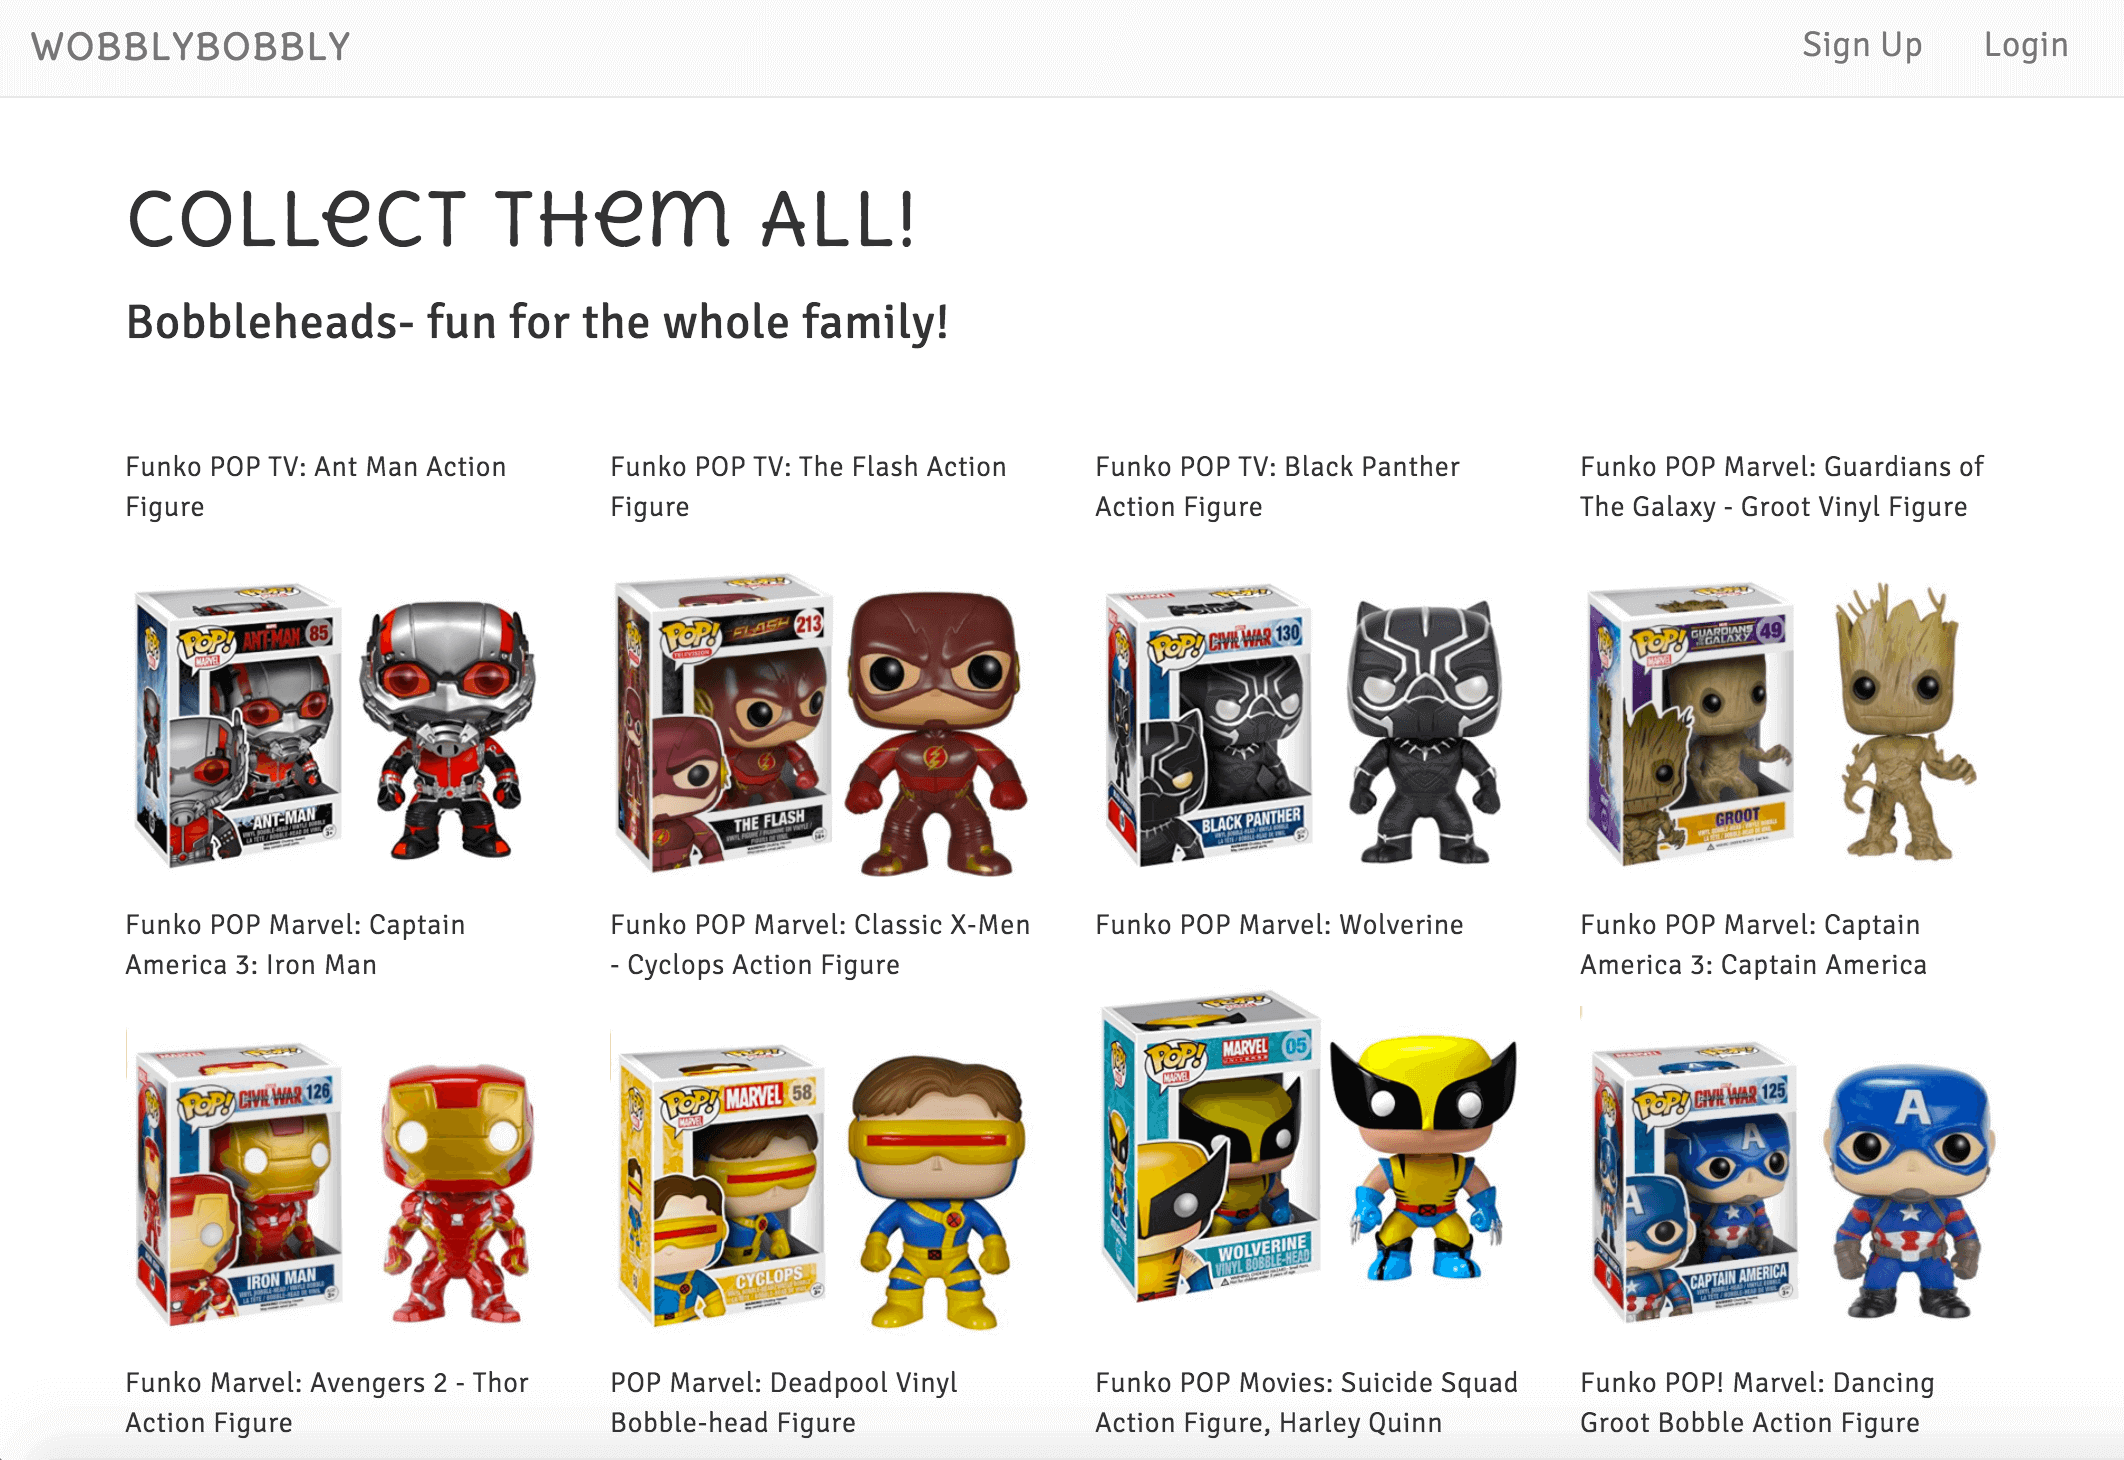 WOBBLYBOBBLY
Sign Up
Login
COLLeCT THem ALL!
Bobbleheads- fun for the whole family!
Funko POP TV: Ant Man Action
Figure
Funko POP TV: The Flash Action
Figure
Funko POP TV: Black Panther
Action Figure
Funko POP Marvel: Guardians of
The Galaxy - Groot Vinyl Figure
POP!
MARVEL
ANT-MAN
85
ANT-MAN
POP!
TELEVISION
FLASH
213
THE FLASH
POP!
CIVIL WAR
130
BLACK PANTHER
POP!
MARVEL
GUARDIANS
GALAXY
49
GROOT
Funko POP Marvel: Captain
America 3: Iron Man
Funko POP Marvel: Classic X-Men
- Cyclops Action Figure
Funko POP Marvel: Wolverine
Funko POP Marvel: Captain
America 3: Captain America
POP!
CIVIL WAR
126
IRON MAN
POP!
MARVEL
MARVEL
58
CYCLOPS
POP!
MARVEL
MARVEL
05
WOLVERINE
VINYL BOBBLE-HEAD
POP!
CIVIL WAR
125
A
CAPTAIN AMERICA
Funko Marvel: Avengers 2 - Thor
Action Figure
POP Marvel: Deadpool Vinyl
Bobble-head Figure
Funko POP Movies: Suicide Squad
Action Figure, Harley Quinn
Funko POP! Marvel: Dancing
Groot Bobble Action Figure